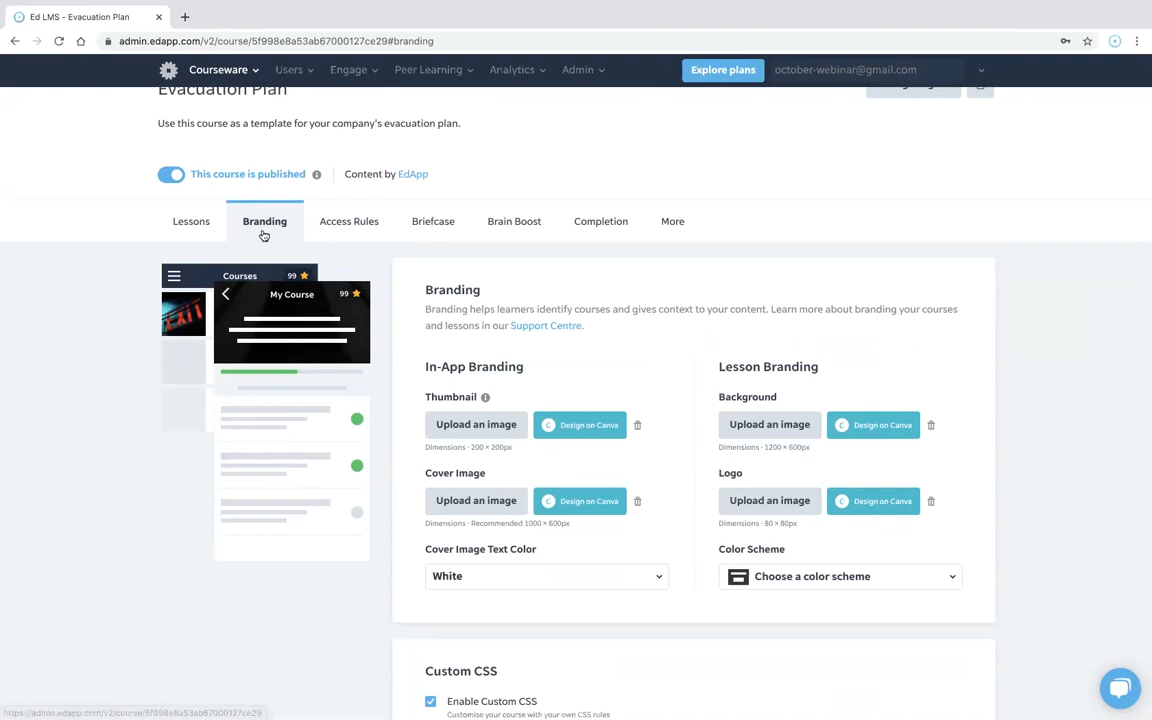 Ed LMS - Evacuation Plan
admin.edapp.com/v2/course/5f998e8a53ab67000127ce29#branding
Courseware Users Engage Peer Learning Analytics Admin Explore plans october-webinar@gmail.com
Evacuation Plan
Use this course as a template for your company's evacuation plan.
This course is published Content by EdApp
Lessons Branding Access Rules Briefcase Brain Boost Completion More
Courses 99
My Course 99
EXIT
Branding
Branding helps learners identify courses and gives context to your content. Learn more about branding your courses
and lessons in our Support Centre.
In-App Branding
Thumbnail
Upload an image Design on Canva
Dimensions · 200 × 200px
Cover Image
Upload an image Design on Canva
Dimensions · Recommended 1000 × 600px
Cover Image Text Color
White
Lesson Branding
Background
Upload an image Design on Canva
Dimensions · 1200 × 600px
Logo
Upload an image Design on Canva
Dimensions · 80 × 80px
Color Scheme
Choose a color scheme
Custom CSS
Enable Custom CSS
Customise your course with your own CSS rules
https://admin.edapp.com/v2/course/5f998e8a53ab67000127ce29